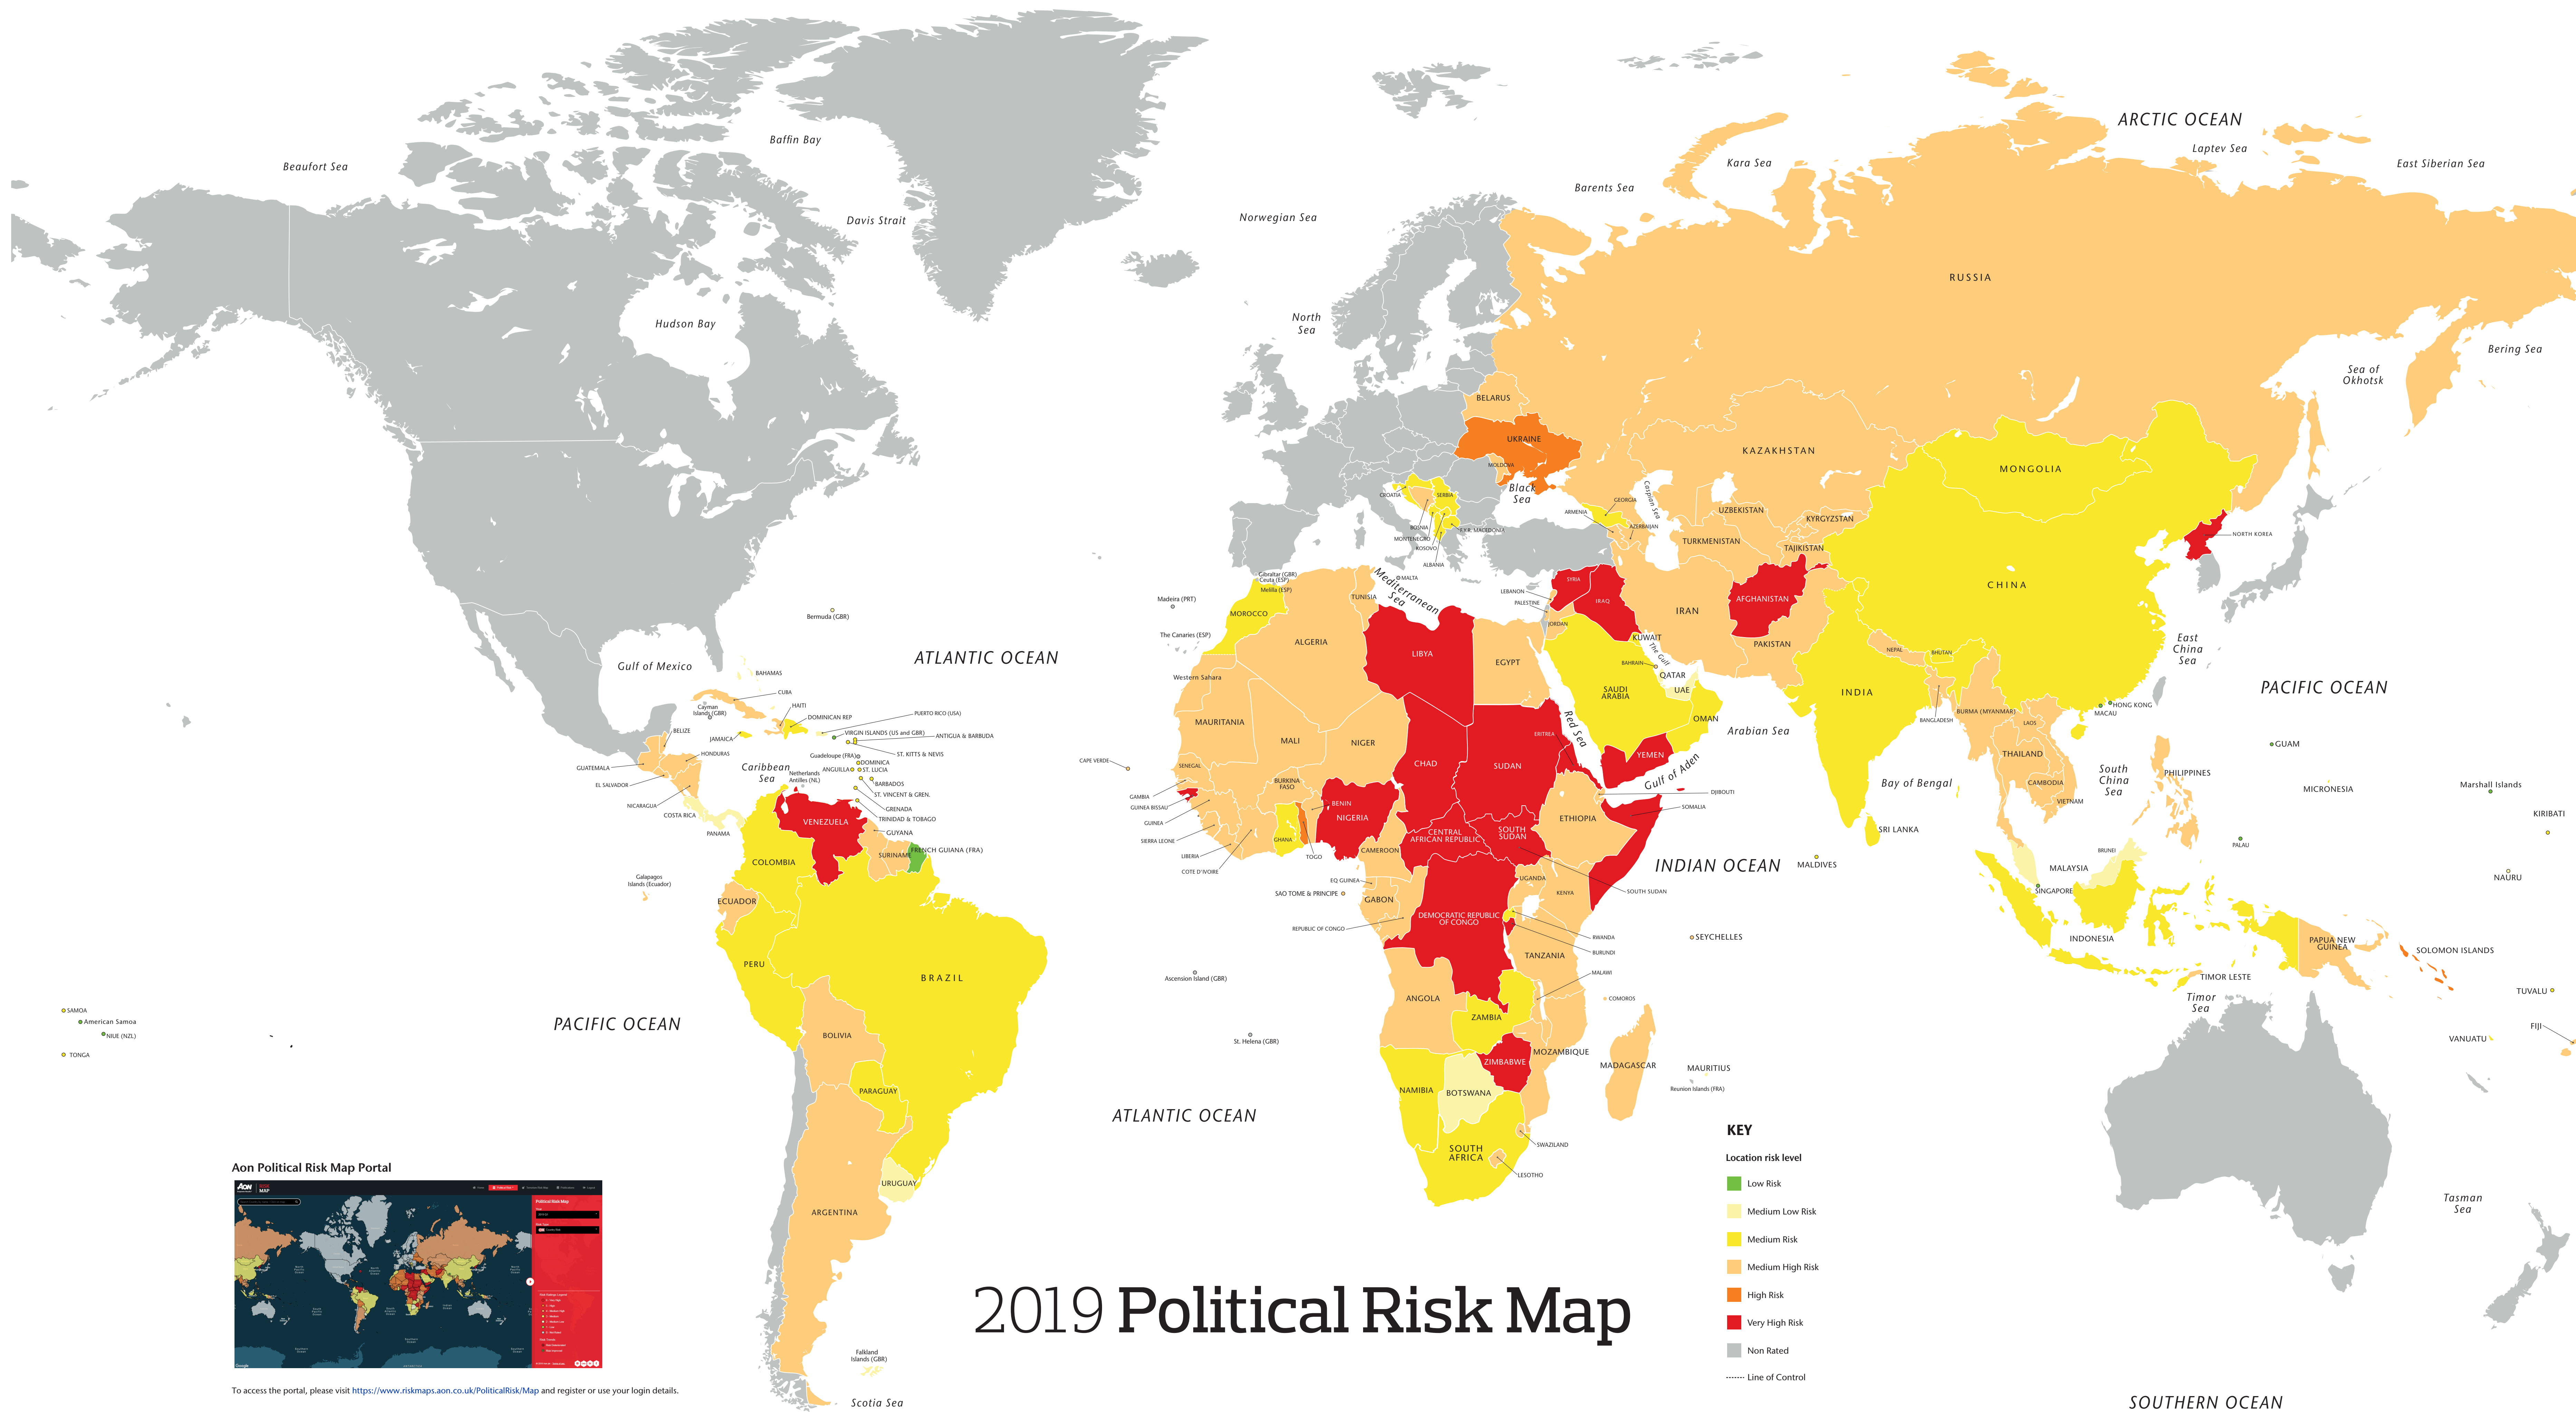 ARCTIC OCEAN
Baffin Bay
Beaufort Sea
Kara Sea
Laptev Sea
East Siberian Sea
Barents Sea
Davis Strait
Norwegian Sea
RUSSIA
Hudson Bay
North
Sea
Bering Sea
Sea of
Okhotsk
BELARUS
UKRAINE
KAZAKHSTAN
MOLDOVA
MONGOLIA
Black
Sea
Caspian Sea
CROATIA
SERBIA
GEORGIA
ARMENIA
UZBEKISTAN
KYRGYZSTAN
BOSNIA
F.Y.R. MACEDONIA
AZERBAIJAN
MONTENEGRO
KOSOVO
TURKMENISTAN
TAJIKISTAN
NORTH KOREA
ALBANIA
Gibraltar (GBR)
Ceuta (ESP)
Melilla (ESP)
MALTA
Mediterranean
Sea
SYRIA
CHINA
LEBANON
PALESTINE
IRAQ
IRAN
AFGHANISTAN
Madeira (PRT)
TUNISIA
Bermuda (GBR)
MOROCCO
JORDAN
The Canaries (ESP)
ALGERIA
KUWAIT
PAKISTAN
East
China
Sea
LIBYA
EGYPT
BAHRAIN
The Gulf
QATAR
NEPAL
BHUTAN
ATLANTIC OCEAN
Gulf of Mexico
BAHAMAS
Western Sahara
SAUDI
ARABIA
UAE
INDIA
PACIFIC OCEAN
CUBA
Cayman
Islands (GBR)
HAITI
DOMINICAN REP
PUERTO RICO (USA)
MAURITANIA
OMAN
Arabian Sea
BANGLADESH
BURMA (MYANMAR)
LAOS
HONG KONG
MACAU
BELIZE
JAMAICA
VIRGIN ISLANDS (US and GBR)
ANTIGUA & BARBUDA
MALI
NIGER
Red Sea
ERITREA
GUAM
HONDURAS
Guadeloupe (FRA)
ST. KITTS & NEVIS
DOMINICA
YEMEN
THAILAND
GUATEMALA
Caribbean
Sea
ANGUILLA
ST. LUCIA
CAPE VERDE
SENEGAL
CHAD
SUDAN
Gulf of Aden
South
China
Sea
PHILIPPINES
EL SALVADOR
Netherlands
Antilles (NL)
BARBADOS
BURKINA
FASO
Bay of Bengal
CAMBODIA
MICRONESIA
Marshall Islands
ST. VINCENT & GREN.
GAMBIA
DJIBOUTI
NICARAGUA
GRENADA
GUINEA BISSAU
BENIN
SOMALIA
VIETNAM
COSTA RICA
TRINIDAD & TOBAGO
NIGERIA
ETHIOPIA
KIRIBATI
VENEZUELA
GUINEA
PANAMA
GUYANA
SIERRA LEONE
GHANA
CENTRAL
AFRICAN REPUBLIC
SOUTH
SUDAN
SRI LANKA
PALAU
SURINAME
FRENCH GUIANA (FRA)
LIBERIA
TOGO
CAMEROON
INDIAN OCEAN
MALDIVES
BRUNEI
COLOMBIA
COTE D'IVOIRE
MALAYSIA
Galapagos
Islands (Ecuador)
EQ GUINEA
UGANDA
NAURU
SAO TOME & PRINCIPE
KENYA
SOUTH SUDAN
SINGAPORE
ECUADOR
GABON
DEMOCRATIC REPUBLIC
OF CONGO
REPUBLIC OF CONGO
RWANDA
SEYCHELLES
INDONESIA
PAPUA NEW
GUINEA
SOLOMON ISLANDS
BURUNDI
TANZANIA
PERU
BRAZIL
Ascension Island (GBR)
MALAWI
TIMOR LESTE
TUVALU
ANGOLA
COMOROS
Timor
Sea
SAMOA
American Samoa
NIUE (NZL)
TONGA
PACIFIC OCEAN
ZAMBIA
FIJI
BOLIVIA
St. Helena (GBR)
VANUATU
MOZAMBIQUE
ZIMBABWE
MADAGASCAR
MAURITIUS
Reunion Islands (FRA)
PARAGUAY
NAMIBIA
BOTSWANA
ATLANTIC OCEAN
SWAZILAND
SOUTH
AFRICA
LESOTHO
URUGUAY
ARGENTINA
Tasman
Sea
KEY
Location risk level
Low Risk
Medium Low Risk
Medium Risk
Medium High Risk
High Risk
Very High Risk
Non Rated
Line of Control
Aon Political Risk Map Portal
AON
RISK
MAP
Political Risk Map
Google
2019 Political Risk Map
Falkland
Islands (GBR)
To access the portal, please visit https://www.riskmaps.aon.co.uk/PoliticalRisk/Map and register or use your login details.
Scotia Sea
SOUTHERN OCEAN